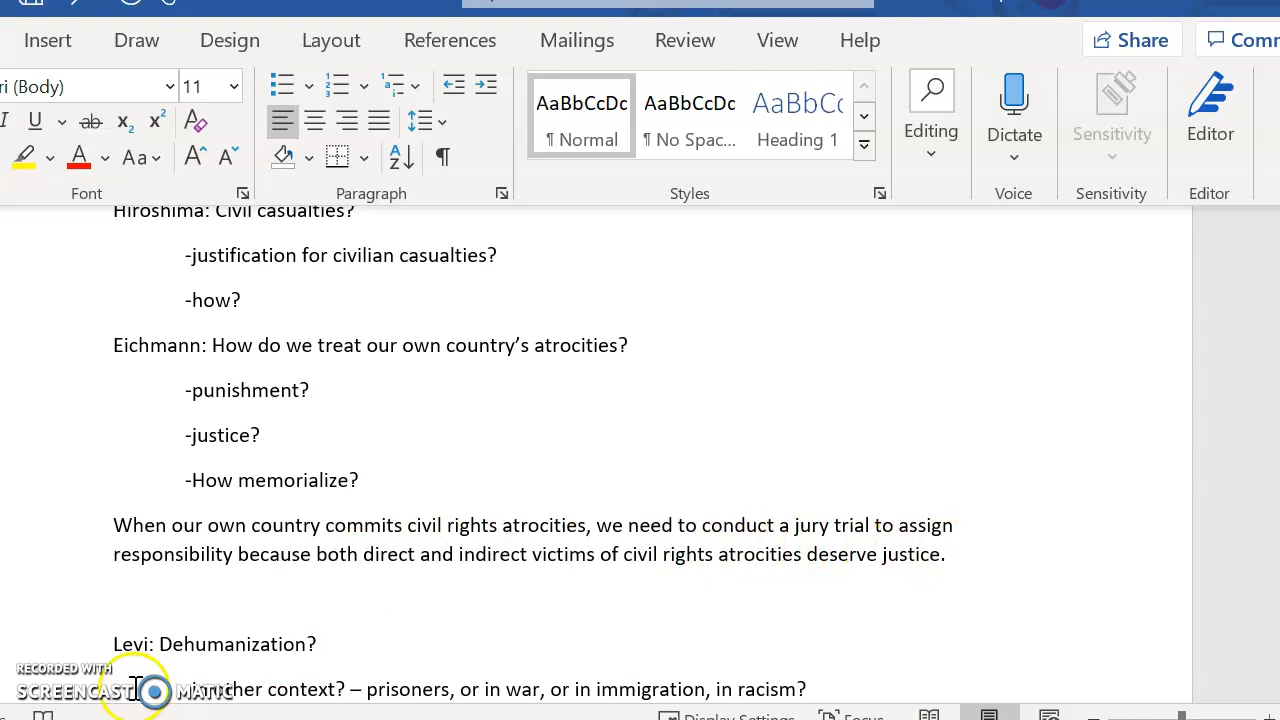 Insert Draw Design Layout References Mailings Review View Help Share
(Body) 11
AaBbCcDc AaBbCcDc AaBbCc
¶ Normal ¶ No Spac... Heading 1
Editing Dictate Sensitivity Editor
Font Paragraph Styles Voice Sensitivity Editor
Hiroshima: Civil casualties?
-justification for civilian casualties?
-how?
Eichmann: How do we treat our own country’s atrocities?
-punishment?
-justice?
-How memorialize?
When our own country commits civil rights atrocities, we need to conduct a jury trial to assign
responsibility because both direct and indirect victims of civil rights atrocities deserve justice.
Levi: Dehumanization?
RECORDED WITH
SCREENCAST MATIC
context? – prisoners, or in war, or in immigration, in racism?
Display Settings Focus